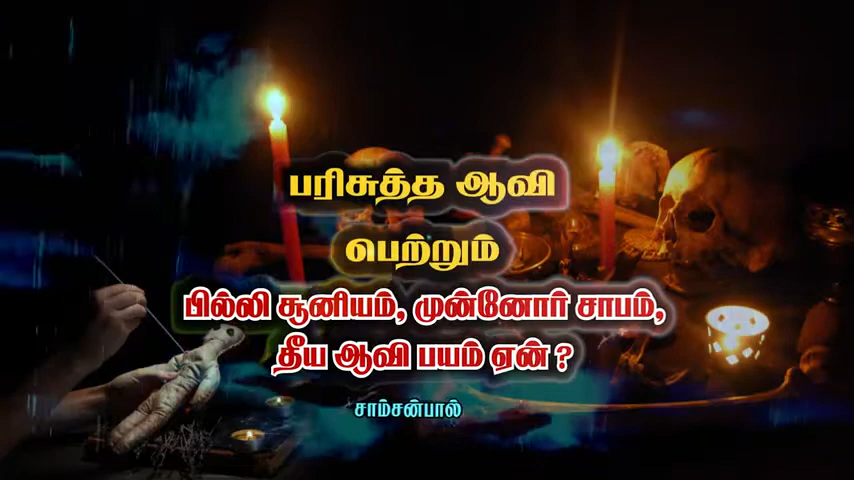 பரிசுத்த ஆவி
பெற்றும்
பில்லி சூனியம், முன்னோர் சாபம்,
தீய ஆவி பயம் ஏன் ?
சாம்சன்பால்